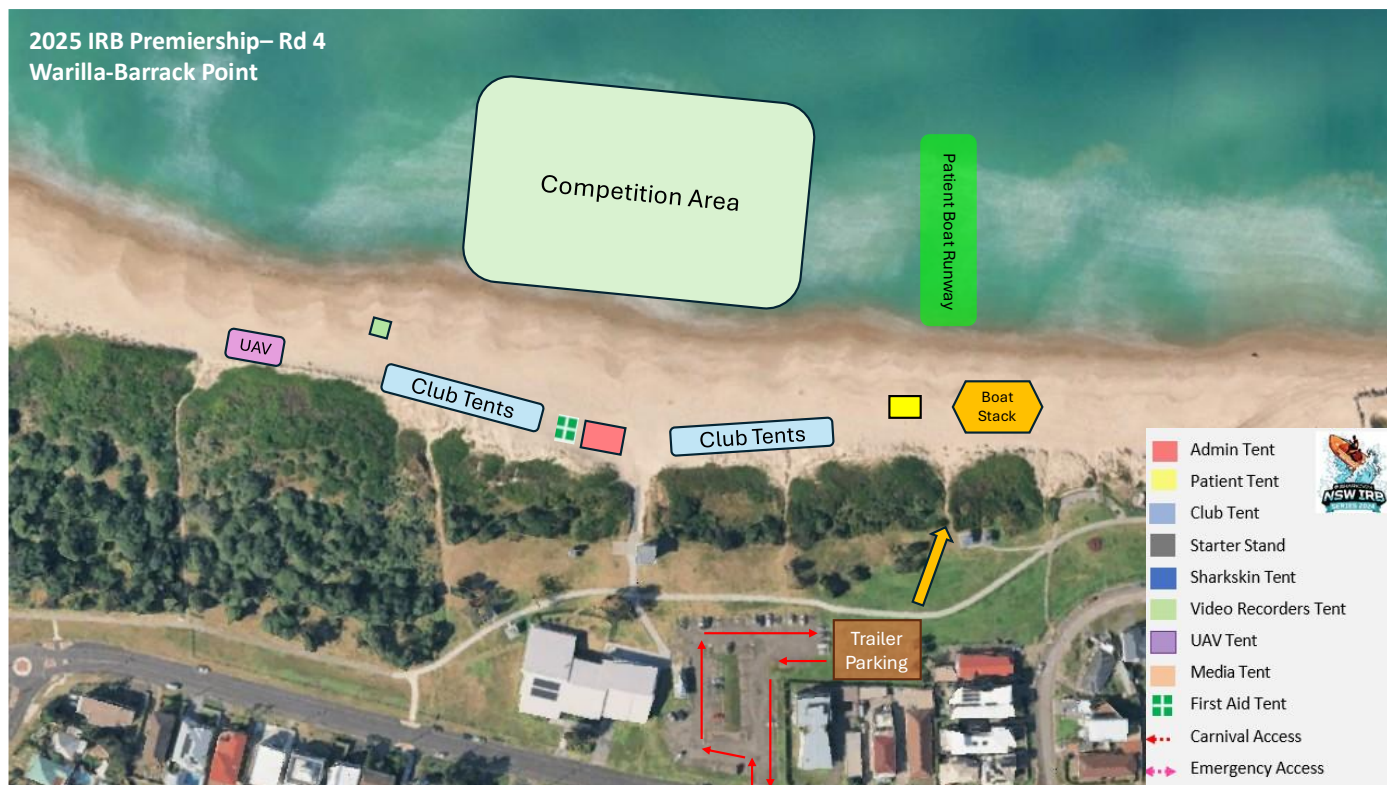 2025 IRB Premiership– Rd 4
Warilla-Barrack Point
Competition Area
Patient Boat Runway
UAV
Club Tents
Club Tents
Boat
Stack
Trailer
Parking
Admin Tent
Patient Tent
Club Tent
Starter Stand
Sharkskin Tent
Video Recorders Tent
UAV Tent
Media Tent
First Aid Tent
Carnival Access
Emergency Access
NSW IRB
SERIES 2024